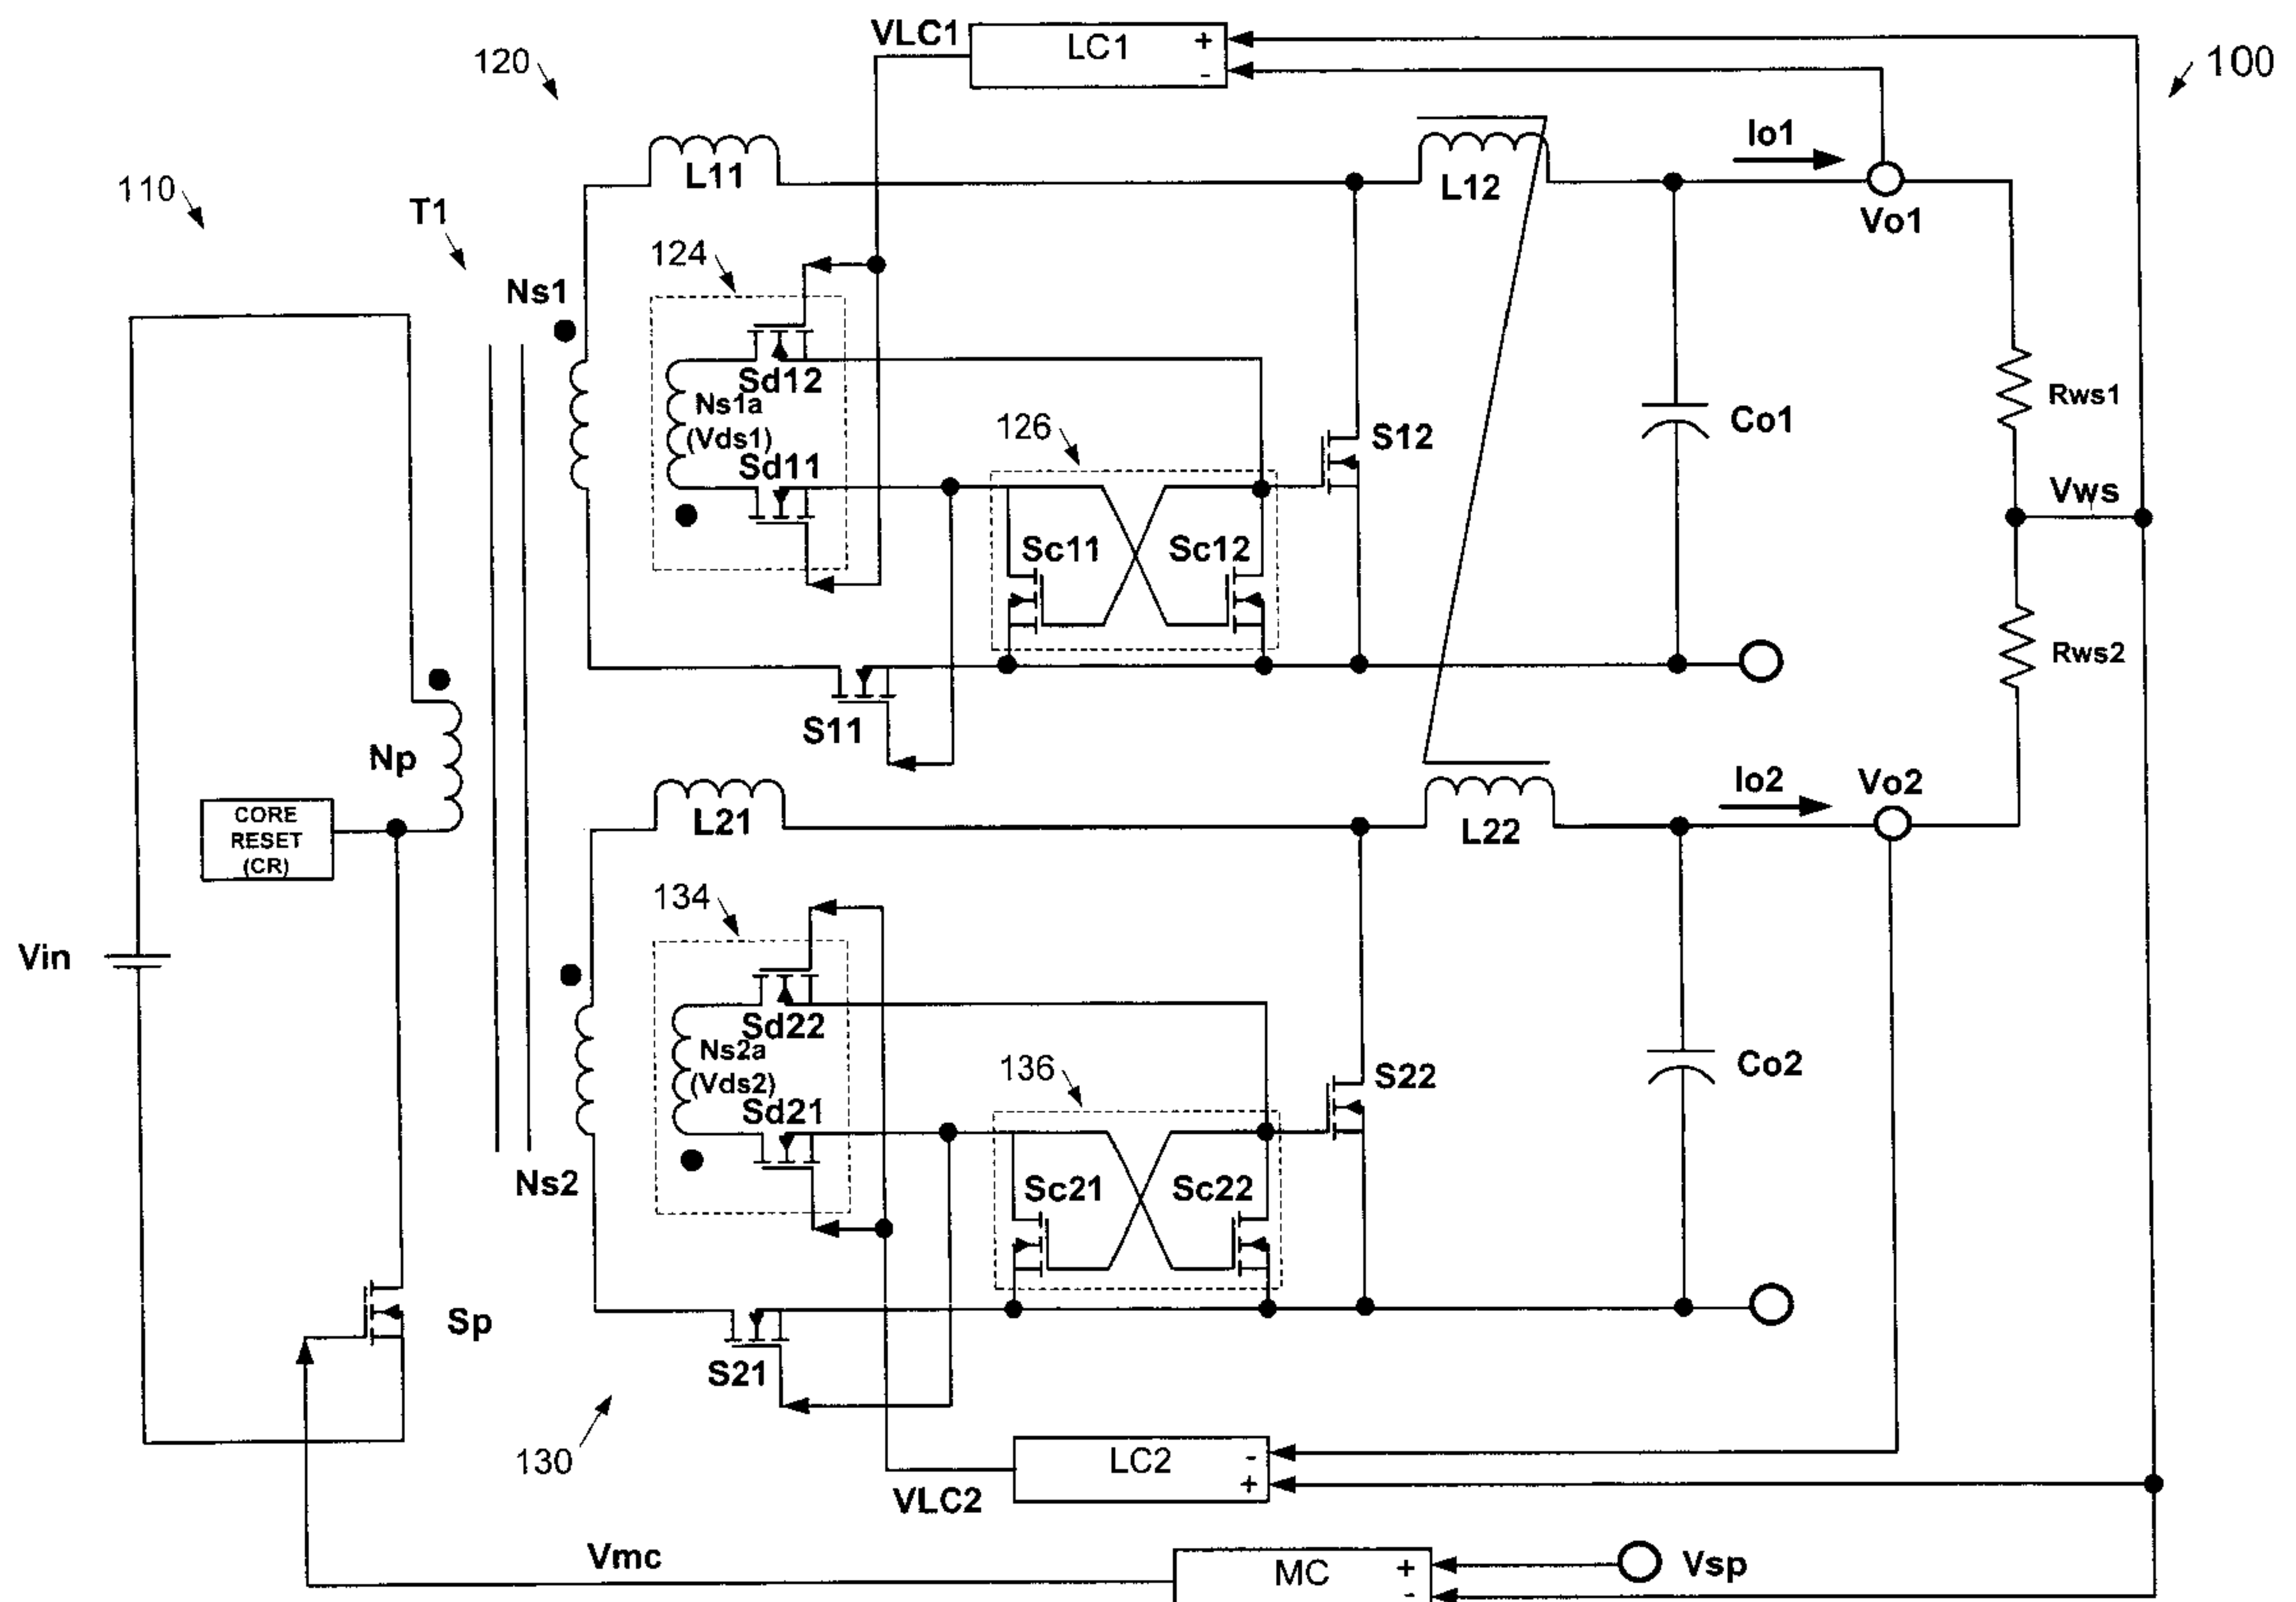 VLC1
LC1
+
-
120
100
L11
L12
Io1
Vo1
110
T1
124
Ns1
Sd12
Ns1a
(Vds1)
Sd11
126
S12
Co1
Rws1
Vws
Sc11
Sc12
Rws2
S11
Np
CORE
RESET
(CR)
L21
L22
Io2
Vo2
134
Vin
Sd22
Ns2a
(Vds2)
Sd21
136
S22
Co2
Ns2
Sc21
Sc22
Sp
S21
130
LC2
-
+
VLC2
Vmc
MC
+
-
Vsp